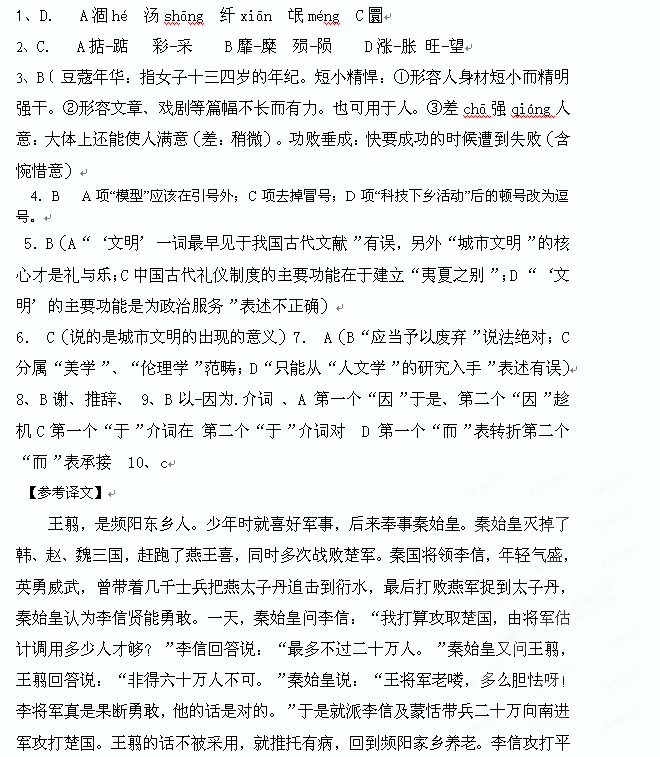 1、D. A涸hé 汤shāng 纤xiān 氓méng C圜
2、C. A掂-踮 彩-采 B靡-糜 殒-陨 D涨-胀 旺-望
3、B( 豆蔻年华：指女子十三四岁的年纪。短小精悍：①形容人身材短小而精明
强干。②形容文章、戏剧等篇幅不长而有力。也可用于人。③差chā强qiáng人
意：大体上还能使人满意（差：稍微）。功败垂成：快要成功的时候遭到失败（含
惋惜意）
4. B A项“模型”应该在引号外；C项去掉冒号；D项“科技下乡活动”后的顿号改为逗
号。
5.B（A“‘文明’一词最早见于我国古代文献”有误，另外“城市文明”的核
心才是礼与乐；C中国古代礼仪制度的主要功能在于建立“夷夏之别”；D“‘文
明’的主要功能是为政治服务”表述不正确）
6. C（说的是城市文明的出现的意义）7. A（B“应当予以废弃”说法绝对；C
分属“美学”、“伦理学”范畴；D“只能从“人文学”的研究入手”表述有误）
8、B谢、推辞、 9、B以-因为.介词 、A第一个“因”于是、第二个“因”趁
机C第一个“于”介词在 第二个“于”介词对 D第一个“而”表转折第二个
“而”表承接 10、c
【参考译文】
王翦，是频阳东乡人。少年时就喜好军事，后来奉事秦始皇。秦始皇灭掉了
韩、赵、魏三国，赶跑了燕王喜，同时多次战败楚军。秦国将领李信，年轻气盛，
英勇威武，曾带着几千士兵把燕太子丹追击到衍水，最后打败燕军捉到太子丹，
秦始皇认为李信贤能勇敢。一天，秦始皇问李信：“我打算攻取楚国，由将军估
计调用多少人才够？”李信回答说：“最多不过二十万人。”秦始皇又问王翦，
王翦回答说：“非得六十万人不可。”秦始皇说：“王将军老喽，多么胆怯呀！
李将军真是果断勇敢，他的话是对的。”于是就派李信及蒙恬带兵二十万向南进
军攻打楚国。王翦的话不被采用，就推托有病，回到频阳家乡养老。李信攻打平